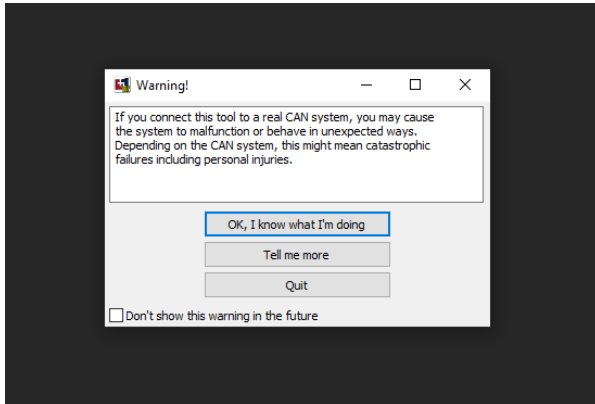 Warning!
If you connect this tool to a real CAN system, you may cause
the system to malfunction or behave in unexpected ways.
Depending on the CAN system, this might mean catastrophic
failures including personal injuries.
OK, I know what I'm doing
Tell me more
Quit
Don't show this warning in the future